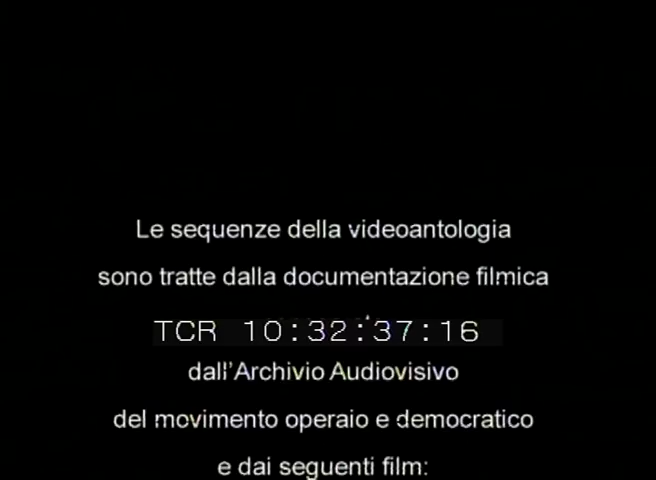 Le sequenze della videoantologia
sono tratte dalla documentazione filmica
TCR 10:32:37:16
dall'Archivio Audiovisivo
del movimento operaio e democratico
e dai seguenti film: